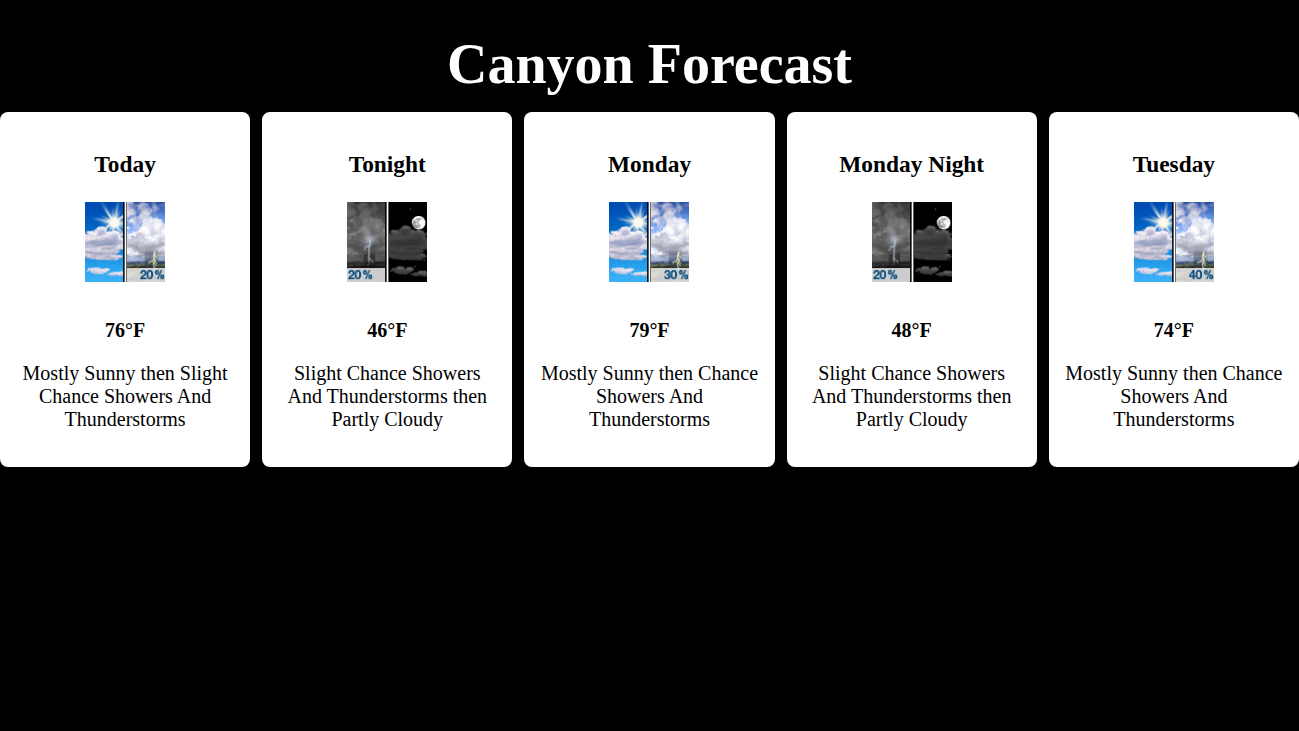 Canyon Forecast
Today
20%
76°F
Mostly Sunny then Slight
Chance Showers And
Thunderstorms
Tonight
20%
46°F
Slight Chance Showers
And Thunderstorms then
Partly Cloudy
Monday
30%
79°F
Mostly Sunny then Chance
Showers And
Thunderstorms
Monday Night
20%
48°F
Slight Chance Showers
And Thunderstorms then
Partly Cloudy
Tuesday
40%
74°F
Mostly Sunny then Chance
Showers And
Thunderstorms